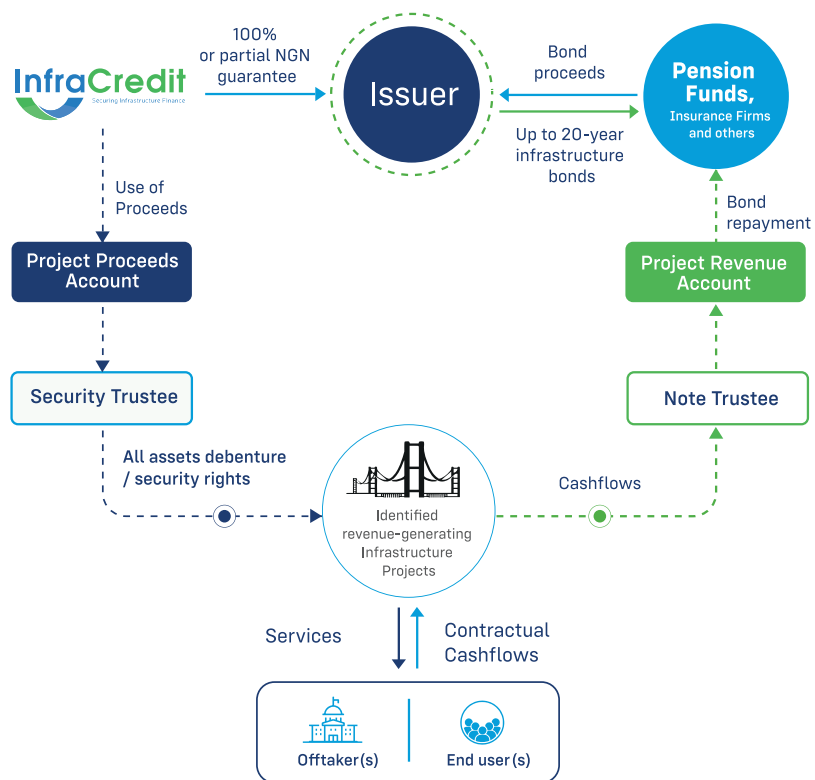 InfraCredit
Securing Infrastructure Finance
100%
or partial NGN
guarantee
Issuer
Bond
proceeds
Up to 20-year
infrastructure
bonds
Pension
Funds,
Insurance Firms
and others
Use of
Proceeds
Bond
repayment
Project Proceeds
Account
Project Revenue
Account
Security Trustee
Note Trustee
All assets debenture
/ security rights
Cashflows
Identified
revenue-generating
Infrastructure
Projects
Services
Contractual
Cashflows
Offtaker(s)
End user(s)